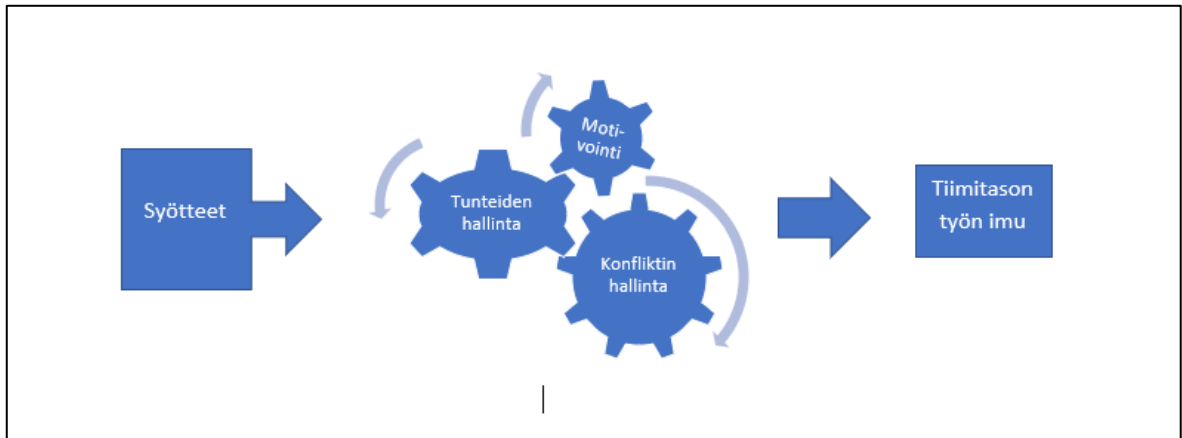 Syötteet
Tunteiden
hallinta
Moti-
vointi
Konfliktin
hallinta
Tiimitason
työn imu